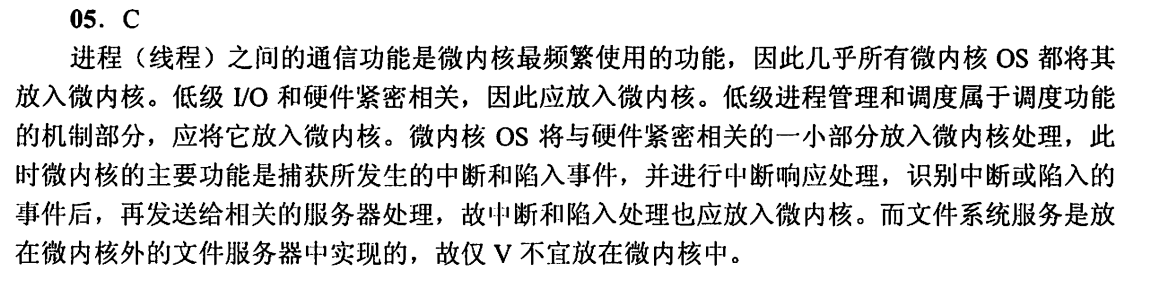 05. C
进程（线程）之间的通信功能是微内核最频繁使用的功能，因此几乎所有微内核 OS 都将其
放入微内核。低级 I/O 和硬件紧密相关，因此应放入微内核。低级进程管理和调度属于调度功能
的机制部分，应将它放入微内核。微内核 OS 将与硬件紧密相关的一小部分放入微内核处理，此
时微内核的主要功能是捕获所发生的中断和陷入事件，并进行中断响应处理，识别中断或陷入的
事件后，再发送给相关的服务器处理，故中断和陷入处理也应放入微内核。而文件系统服务是放
在微内核外的文件服务器中实现的，故仅 V 不宜放在微内核中。